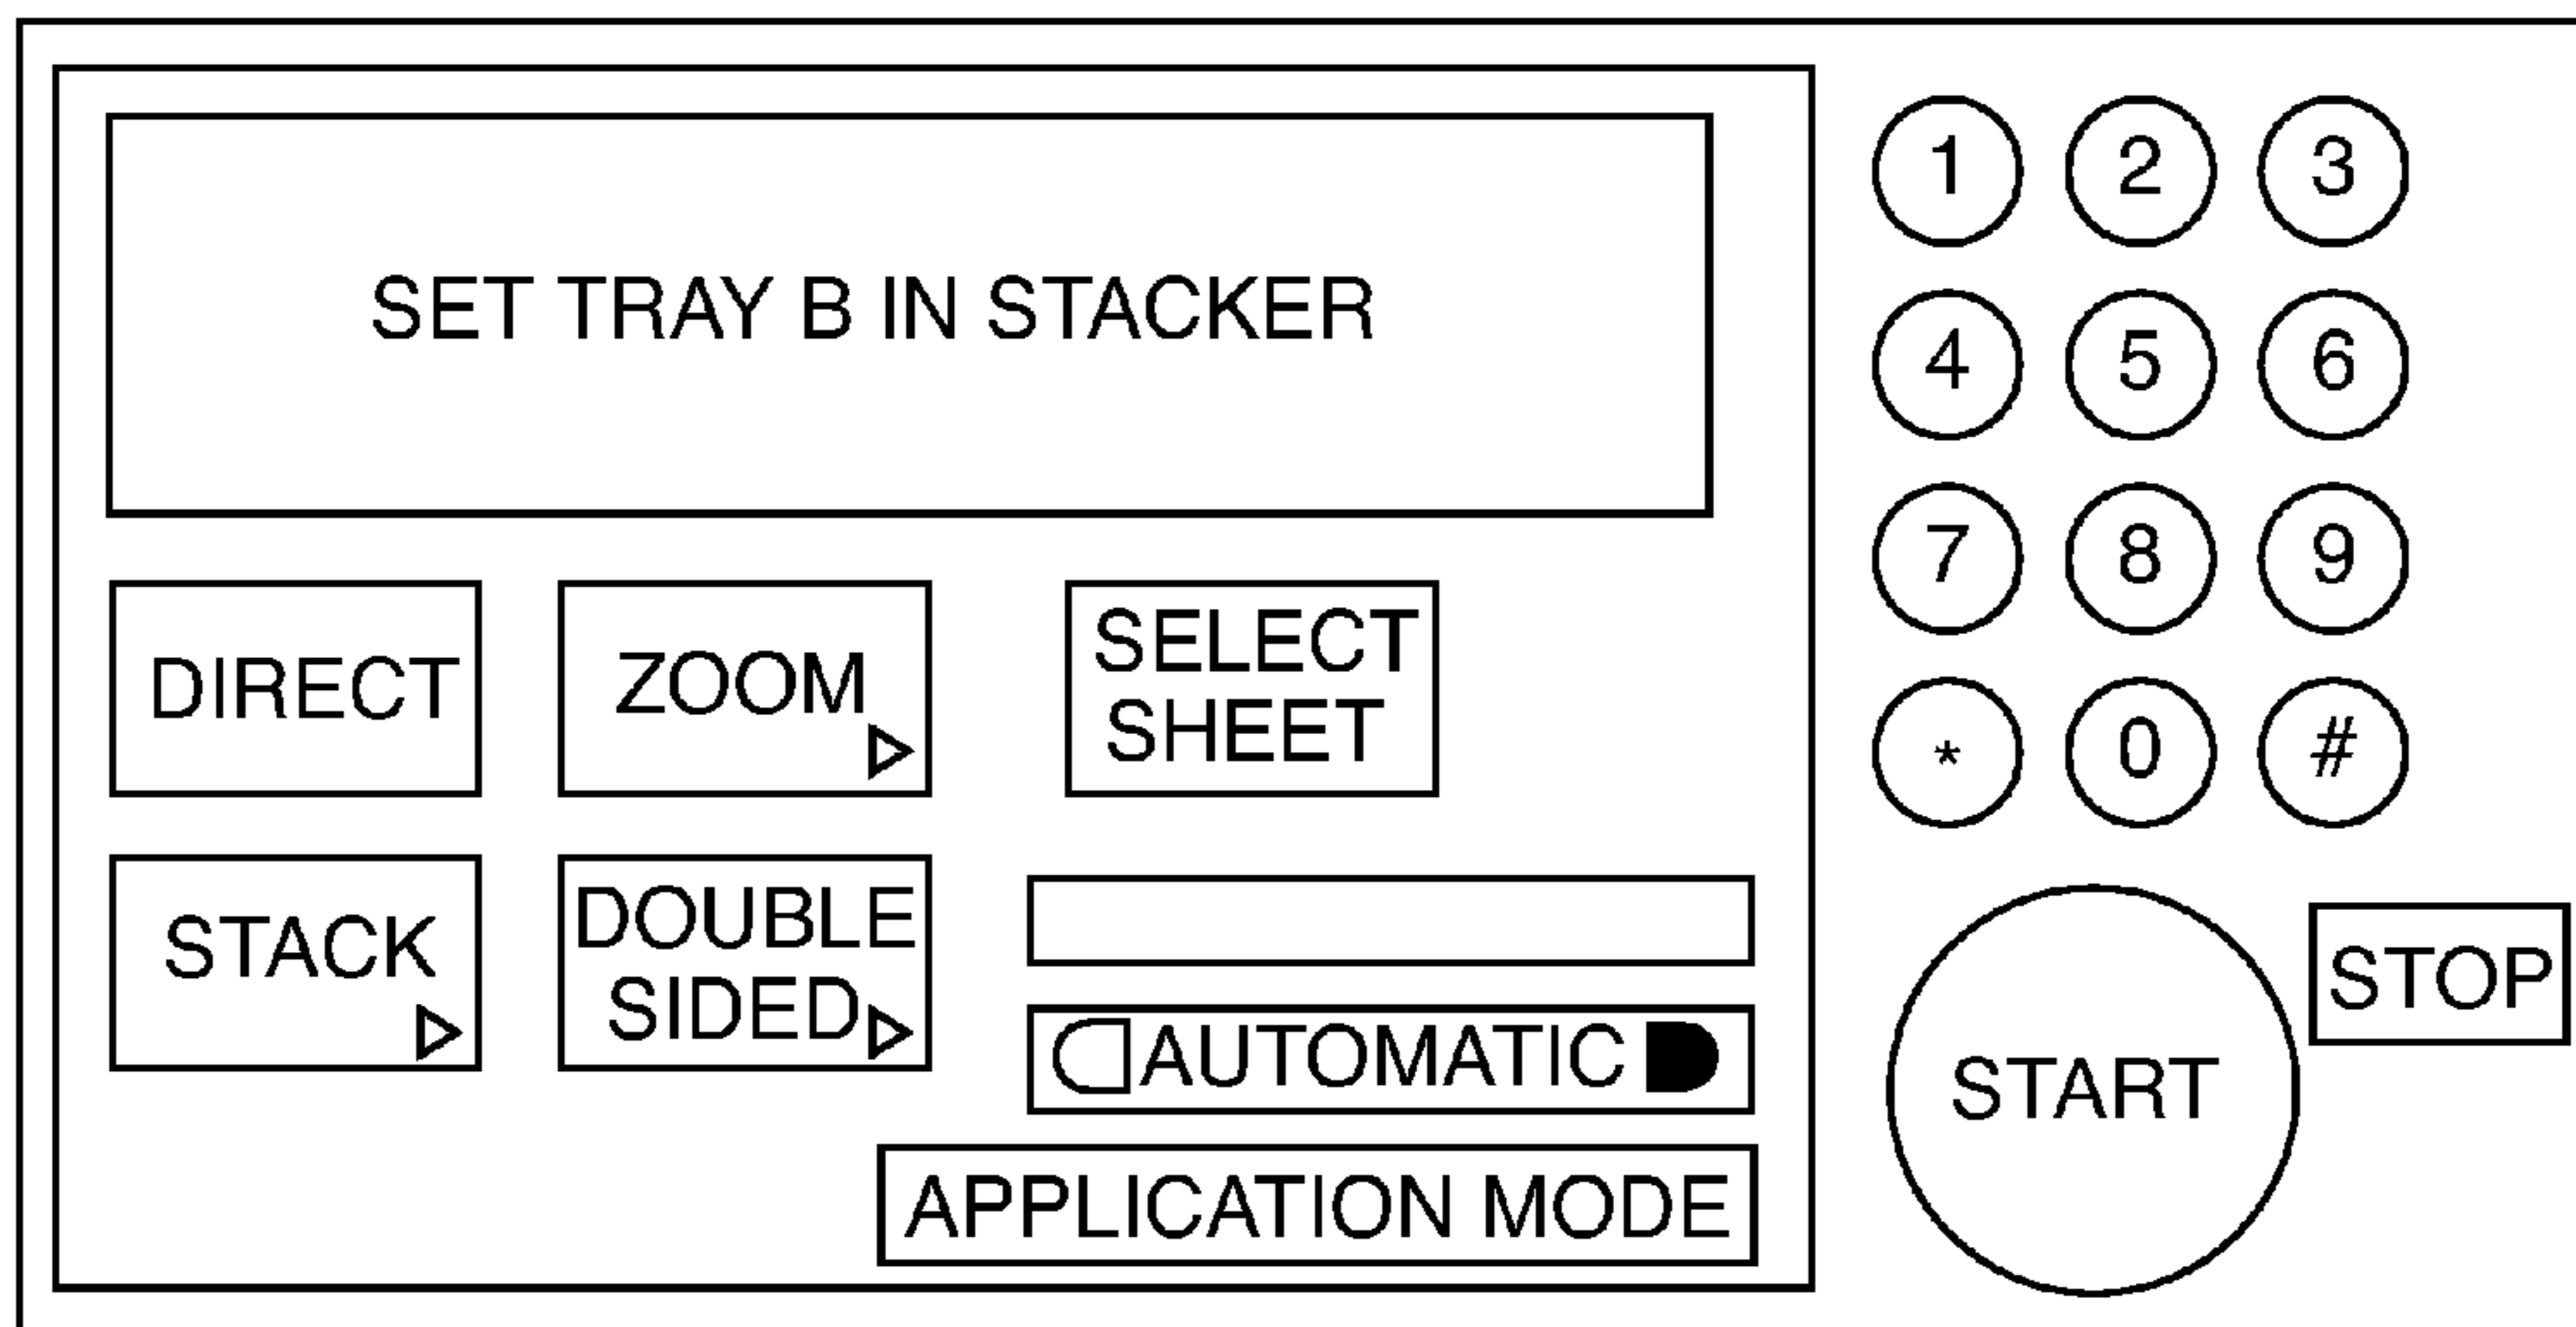 SET TRAY B IN STACKER
DIRECT
ZOOM
SELECT
SHEET
STACK
DOUBLE
SIDED
AUTOMATIC
APPLICATION MODE
1 2 3
4 5 6
7 8 9
* 0 #
START
STOP